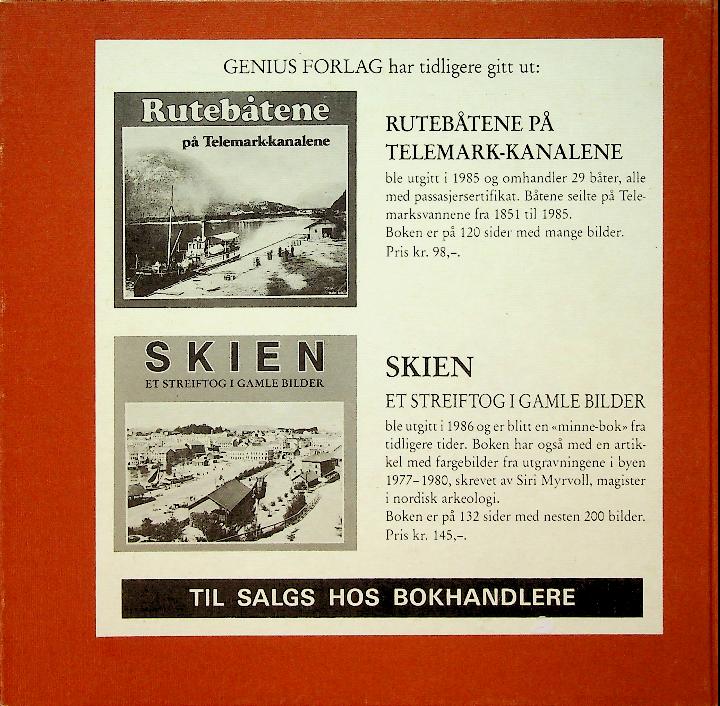 GENIUS FORLAG har tidligere gitt ut:
Rutebåtene
på Telemark-kanalene
RUTEBÅTENE PÅ
TELEMARK-KANALENE
ble utgitt i 1985 og omhandler 29 båter, alle
med passasjersertifikat. Båtene seilte på Tele-
marksvannene fra 1851 til 1985.
Boken er på 120 sider med mange bilder.
Pris kr. 98,–.
SKIEN
ET STREIFTOG I GAMLE BILDER
SKIEN
ET STREIFTOG I GAMLE BILDER
ble utgitt i 1986 og er blitt en «minne-bok» fra
tidligere tider. Boken har også med en artik-
kel med fargebilder fra utgravningene i byen
1977–1980, skrevet av Siri Myrvoll, magister
i nordisk arkeologi.
Boken er på 132 sider med nesten 200 bilder.
Pris kr. 145,–.
TIL SALGS HOS BOKHANDLERE